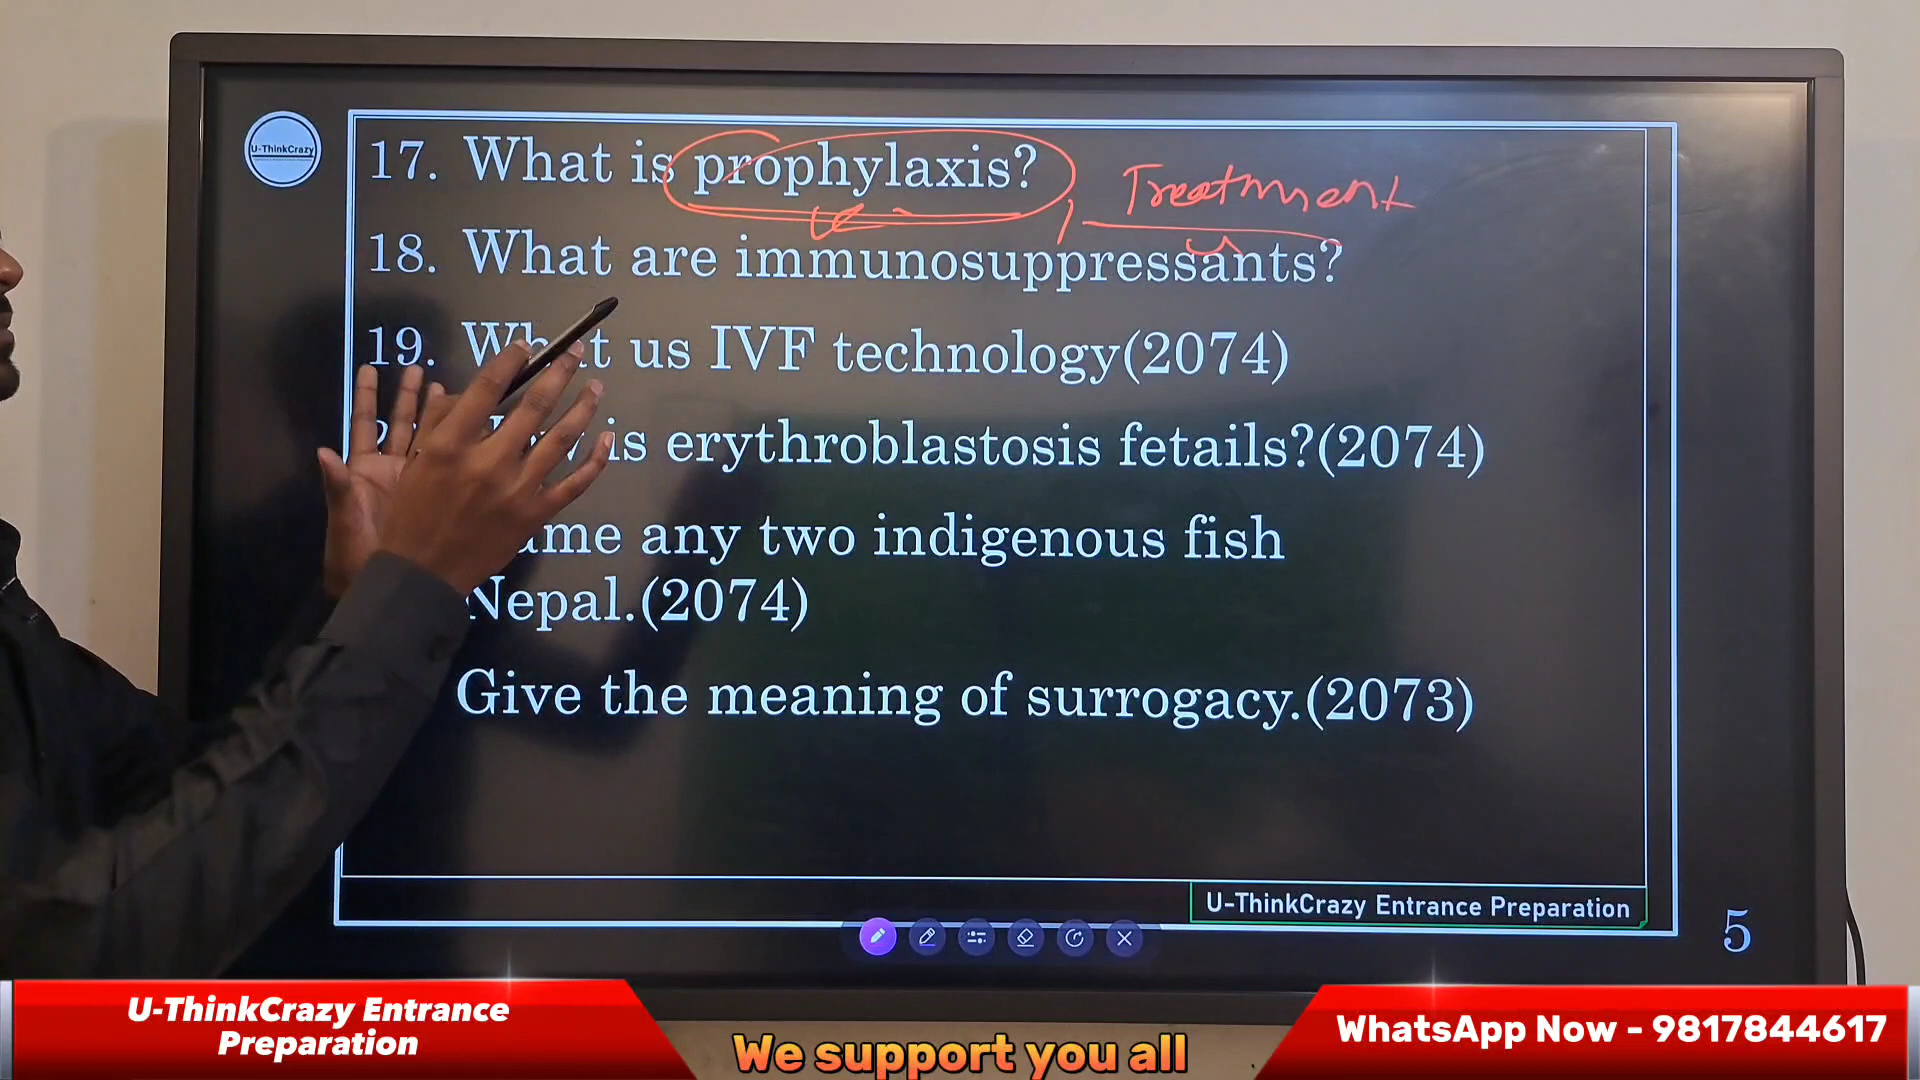 U-ThinkCrazy
17. What is prophylaxis?
Treatment
18. What are immunosuppressants?
19. What us IVF technology(2074)
is erythroblastosis fetails?(2074)
any two indigenous fish
Nepal.(2074)
Give the meaning of surrogacy.(2073)
U-ThinkCrazy Entrance Preparation
5
U-ThinkCrazy Entrance
Preparation
We support you all
WhatsApp Now - 9817844617